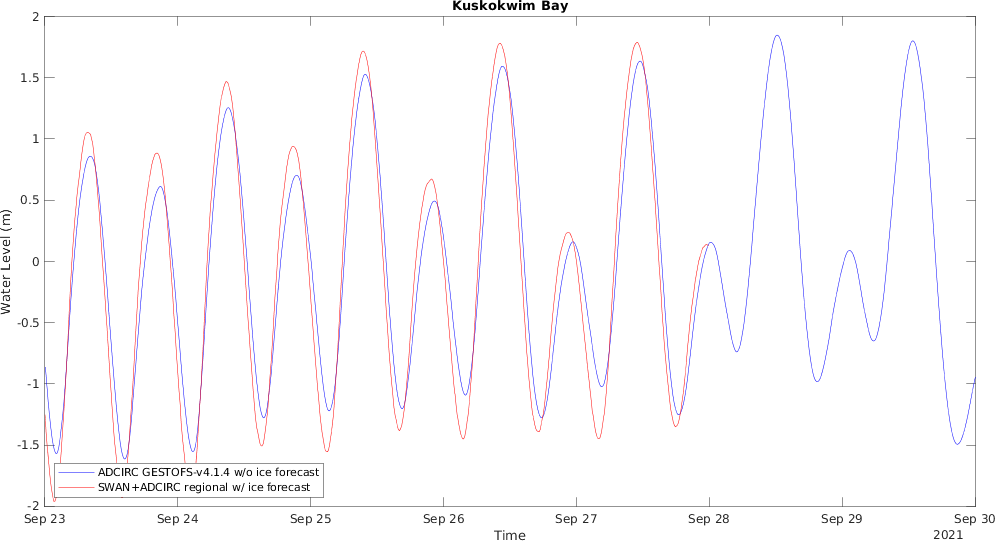 Kuskokwim Bay
2
1.5
1
0.5
0
-0.5
-1
-1.5
-2
Water Level (m)
ADCIRC GESTOFS-v4.1.4 w/o ice forecast
SWAN+ADCIRC regional w/ ice forecast
Sep 23 Sep 24 Sep 25 Sep 26 Sep 27 Sep 28 Sep 29 Sep 30
Time
2021